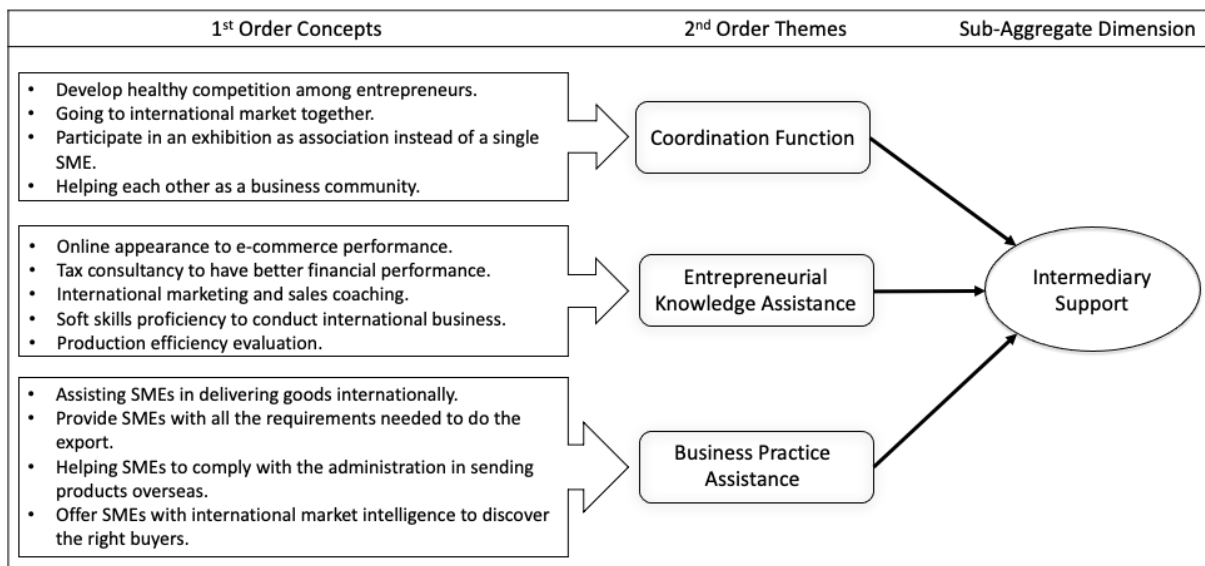 1st Order Concepts
2nd Order Themes
Sub-Aggregate Dimension
• Develop healthy competition among entrepreneurs.
• Going to international market together.
• Participate in an exhibition as association instead of a single
SME.
• Helping each other as a business community.
Coordination Function
• Online appearance to e-commerce performance.
• Tax consultancy to have better financial performance.
• International marketing and sales coaching.
• Soft skills proficiency to conduct international business.
• Production efficiency evaluation.
Entrepreneurial
Knowledge Assistance
Intermediary
Support
• Assisting SMEs in delivering goods internationally.
• Provide SMEs with all the requirements needed to do the
export.
• Helping SMEs to comply with the administration in sending
products overseas.
• Offer SMEs with international market intelligence to discover
the right buyers.
Business Practice
Assistance